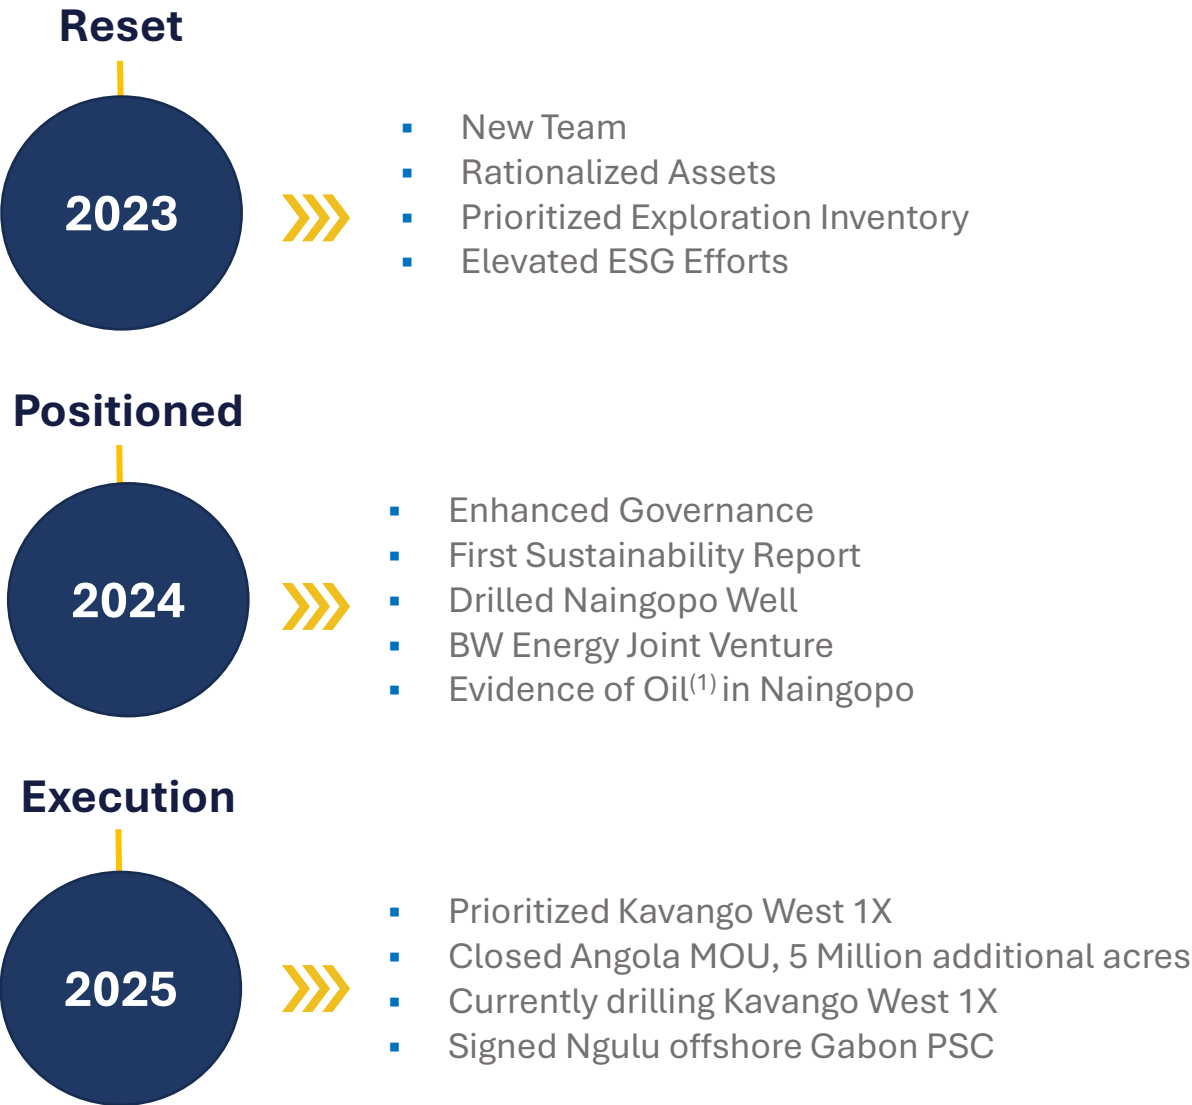 Reset
2023
▪ New Team
▪ Rationalized Assets
▪ Prioritized Exploration Inventory
▪ Elevated ESG Efforts
Positioned
2024
▪ Enhanced Governance
▪ First Sustainability Report
▪ Drilled Naingopo Well
▪ BW Energy Joint Venture
▪ Evidence of Oil(1) in Naingopo
Execution
2025
▪ Prioritized Kavango West 1X
▪ Closed Angola MOU, 5 Million additional acres
▪ Currently drilling Kavango West 1X
▪ Signed Ngulu offshore Gabon PSC